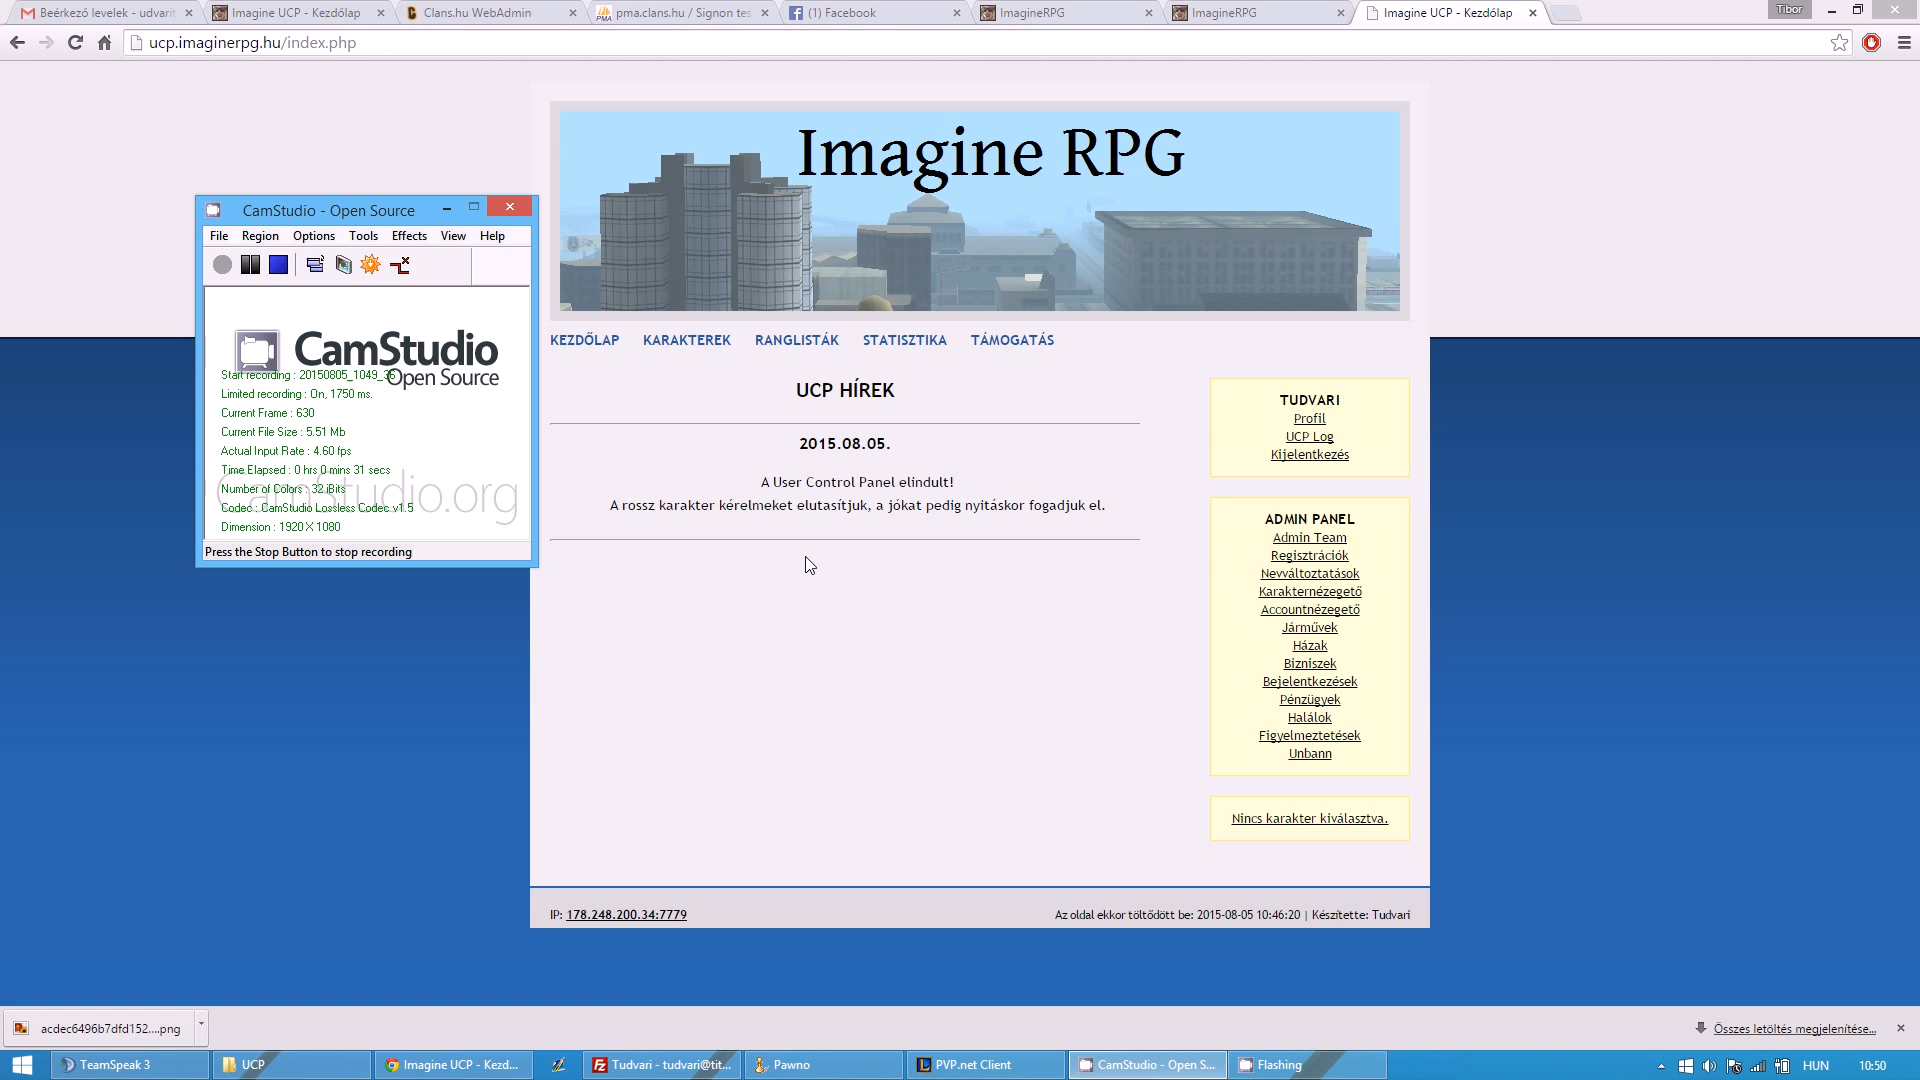 Beérkező levelek - udvarit
Imagine UCP - Kezdőlap
Clans.hu WebAdmin
pma.clans.hu / Signon tes
(1) Facebook
ImagineRPG
ImagineRPG
Imagine UCP - Kezdőlap
Tibor
ucp.imaginerpg.hu/index.php
Imagine RPG
KEZDŐLAP KARAKTEREK RANGLISTÁK STATISZTIKA TÁMOGATÁS
UCP HÍREK
2015.08.05.
A User Control Panel elindult!
A rossz karakter kérelmeket elutasítjuk, a jókat pedig nyitáskor fogadjuk el.
TUDVARI
Profil
UCP Log
Kijelentkezés
ADMIN PANEL
Admin Team
Regisztrációk
Nevváltoztatások
Karakternézegető
Accountnézegető
Járművek
Házak
Bizniszek
Bejelentkezések
Pénzügyek
Halálok
Figyelmeztetések
Unbann
Nincs karakter kiválasztva.
IP: 178.248.200.34:7779
Az oldal ekkor töltődött be: 2015-08-05 10:46:20 | Készítette: Tudvari
CamStudio - Open Source
File Region Options Tools Effects View Help
CamStudio
Open Source
CamStudio.org
Start recording : 20150805_1049_36
Limited recording : On, 1750 ms.
Current Frame : 630
Current File Size : 5.51 Mb
Actual Input Rate : 4.60 fps
Time Elapsed : 0 hrs 0 mins 31 secs
Number of Colors : 32 iBits
Codec : CamStudio Lossless Codec v1.5
Dimension : 1920 X 1080
Press the Stop Button to stop recording
acdec6496b7dfd152....png
Összes letöltés megjelenítése...
TeamSpeak 3
UCP
Imagine UCP - Kezd...
Tudvari - tudvari@tit...
Pawno
PVP.net Client
CamStudio - Open S...
Flashing
HUN
10:50